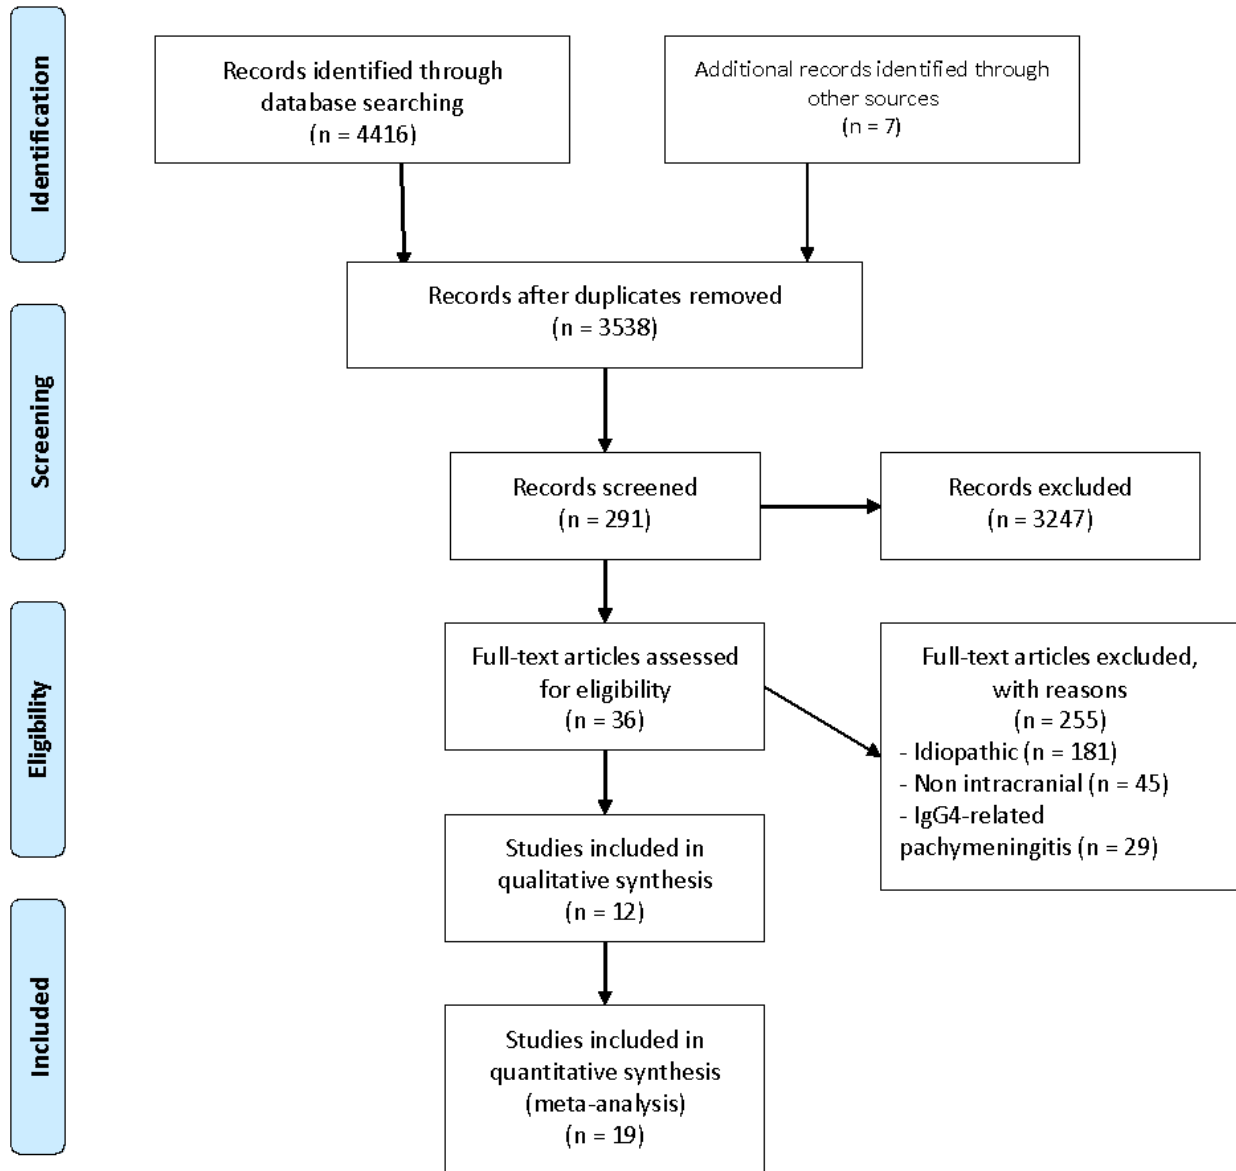 Identification
Records identified through
database searching
(n = 4416)
Additional records identified through
other sources
(n = 7)
Records after duplicates removed
(n = 3538)
Screening
Records screened
(n = 291)
Records excluded
(n = 3247)
Eligibility
Full-text articles assessed
for eligibility
(n = 36)
Full-text articles excluded,
with reasons
(n = 255)
- Idiopathic (n = 181)
- Non intracranial (n = 45)
- IgG4-related
pachymeningitis (n = 29)
Studies included in
qualitative synthesis
(n = 12)
Included
Studies included in
quantitative synthesis
(meta-analysis)
(n = 19)